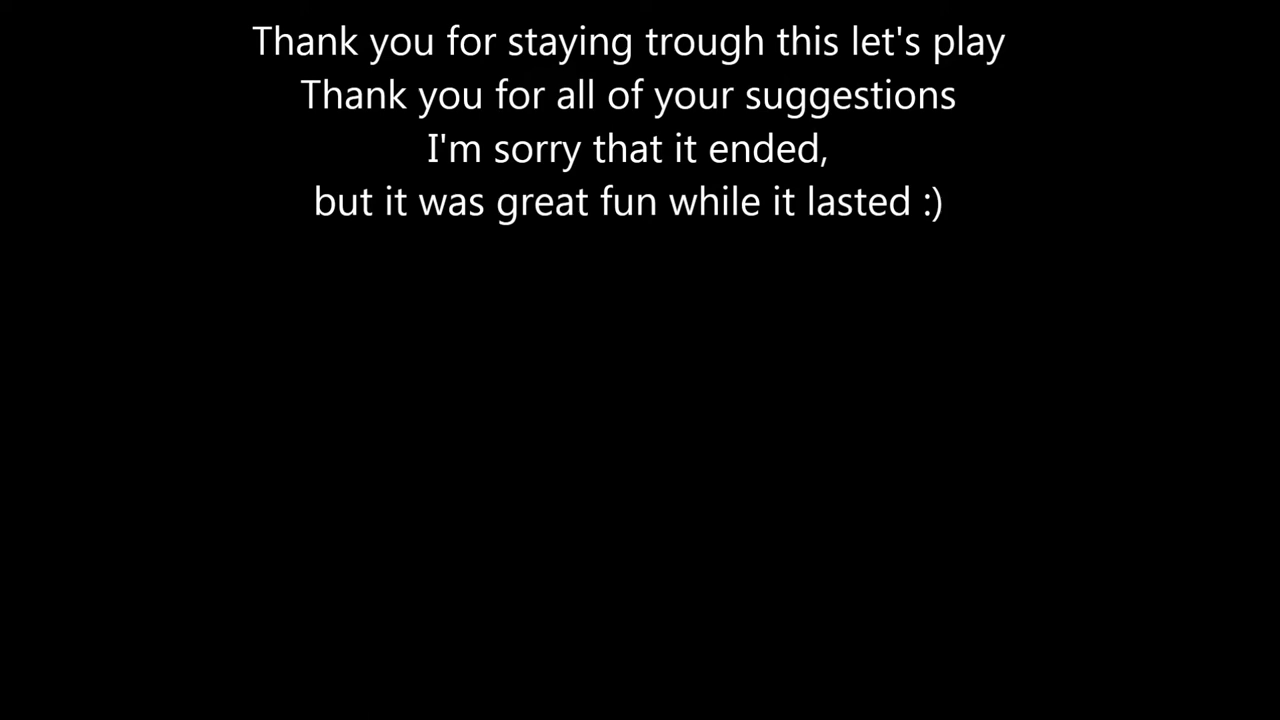 Thank you for staying trough this let's play
Thank you for all of your suggestions
I'm sorry that it ended,
but it was great fun while it lasted :)